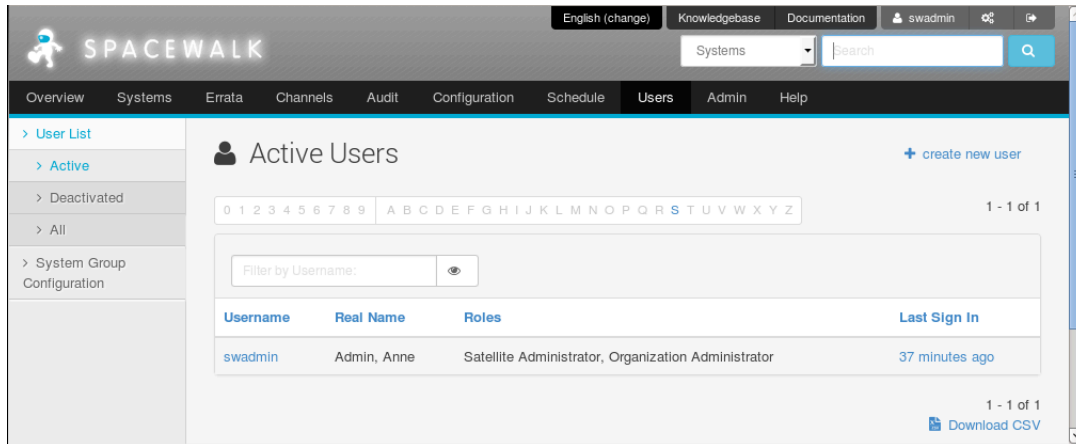 English (change) Knowledgebase Documentation swadmin
SPACEWALK
Systems Search
Overview Systems Errata Channels Audit Configuration Schedule Users Admin Help
> User List
> Active
> Deactivated
> All
> System Group
Configuration
Active Users
+ create new user
0 1 2 3 4 5 6 7 8 9 A B C D E F G H I J K L M N O P Q R S T U V W X Y Z
1 - 1 of 1
Filter by Username:
Username Real Name Roles Last Sign In
swadmin Admin, Anne Satellite Administrator, Organization Administrator 37 minutes ago
1 - 1 of 1
Download CSV